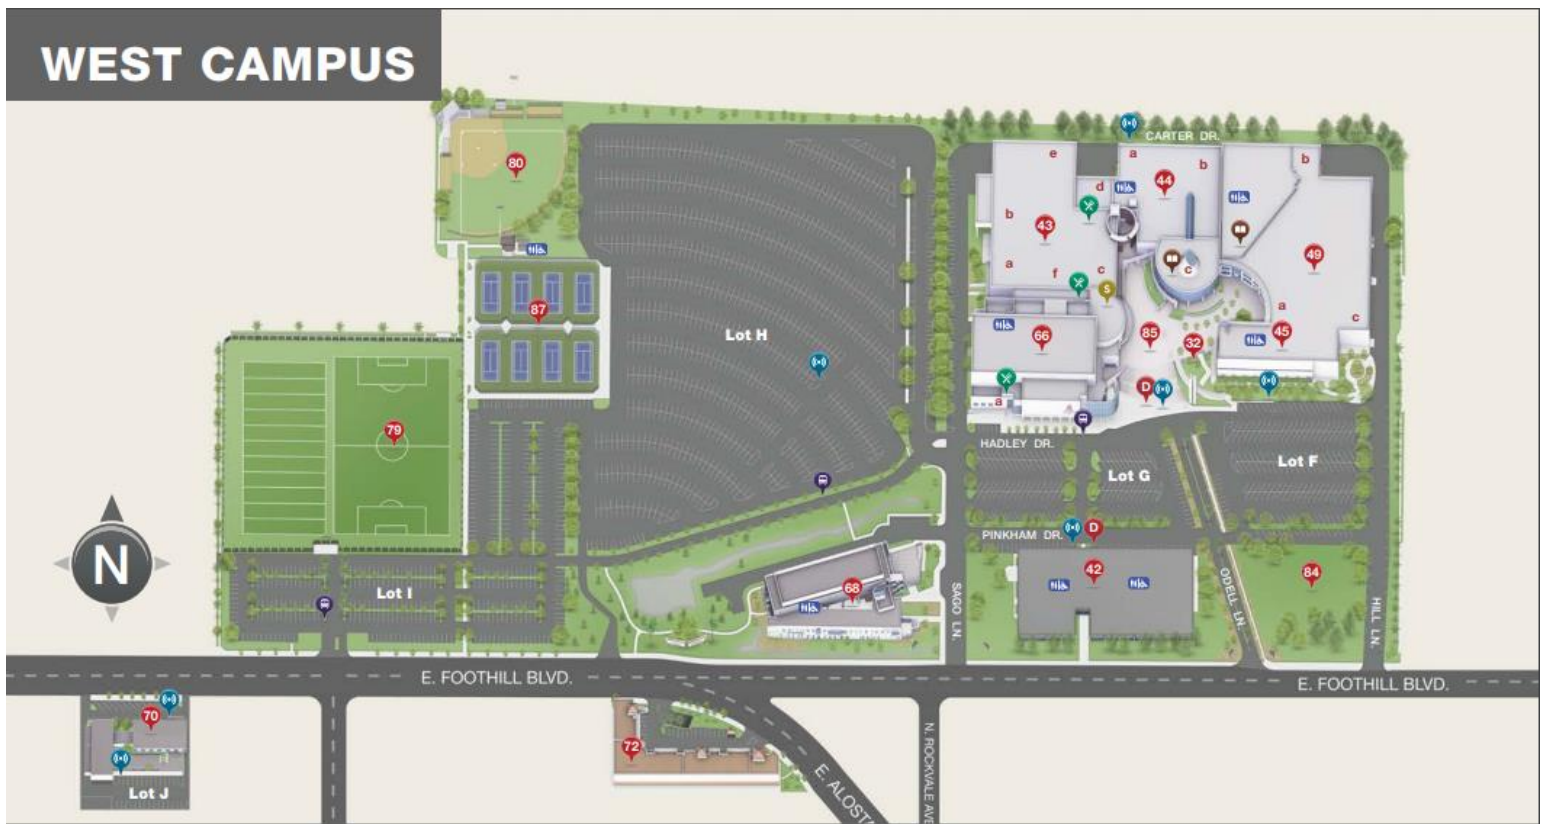 WEST CAMPUS
CARTER DR.
80
e
a
b
b
44
d
b
43
49
a
f
c
c
S
a
c
87
Lot H
66
85
32
45
D
a
79
HADLEY DR.
Lot G
Lot F
PINKHAM DR.
D
N
Lot I
68
42
84
SAGO LN.
ODELL LN.
HILL LN.
E. FOOTHILL BLVD.
E. FOOTHILL BLVD.
70
72
Lot J
E. ALOSTA
N. ROCKVALE AVE